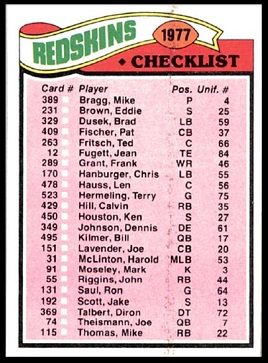 REDSKINS
1977
CHECKLIST
Card # Player Pos. Unif. #
389 Bragg, Mike P 4
231 Brown, Eddie S 25
329 Dusek, Brad LB 59
409 Fischer, Pat CB 37
263 Fritsch, Ted C 66
12 Fugett, Jean TE 84
289 Grant, Frank WR 46
170 Hanburger, Chris LB 55
478 Hauss, Len C 56
523 Hermeling, Terry G 75
429 Hill, Calvin RB 35
450 Houston, Ken S 27
349 Johnson, Dennis DE 61
495 Kilmer, Bill QB 17
151 Lavender, Joe CB 20
31 McLinton, Harold MLB 53
91 Moseley, Mark K 3
55 Riggins, John RB 44
131 Saul, Ron G 64
192 Scott, Jake S 13
369 Talbert, Diron DT 72
74 Theismann, Joe QB 7
115 Thomas, Mike RB 22